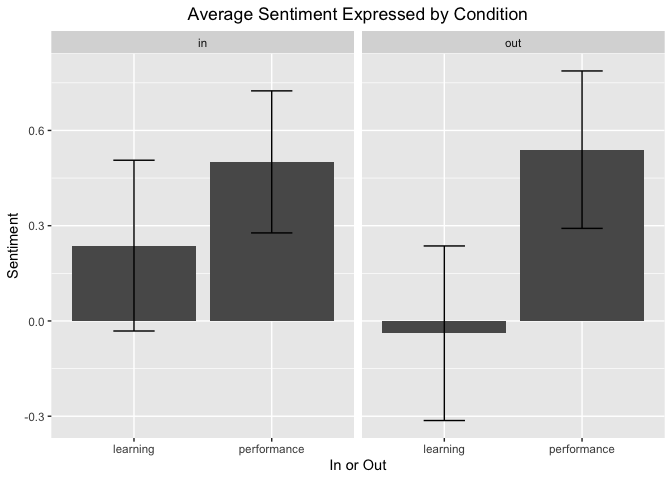 Average Sentiment Expressed by Condition
in
out
0.6
0.3
0.0
-0.3
Sentiment
learning
performance
learning
performance
In or Out